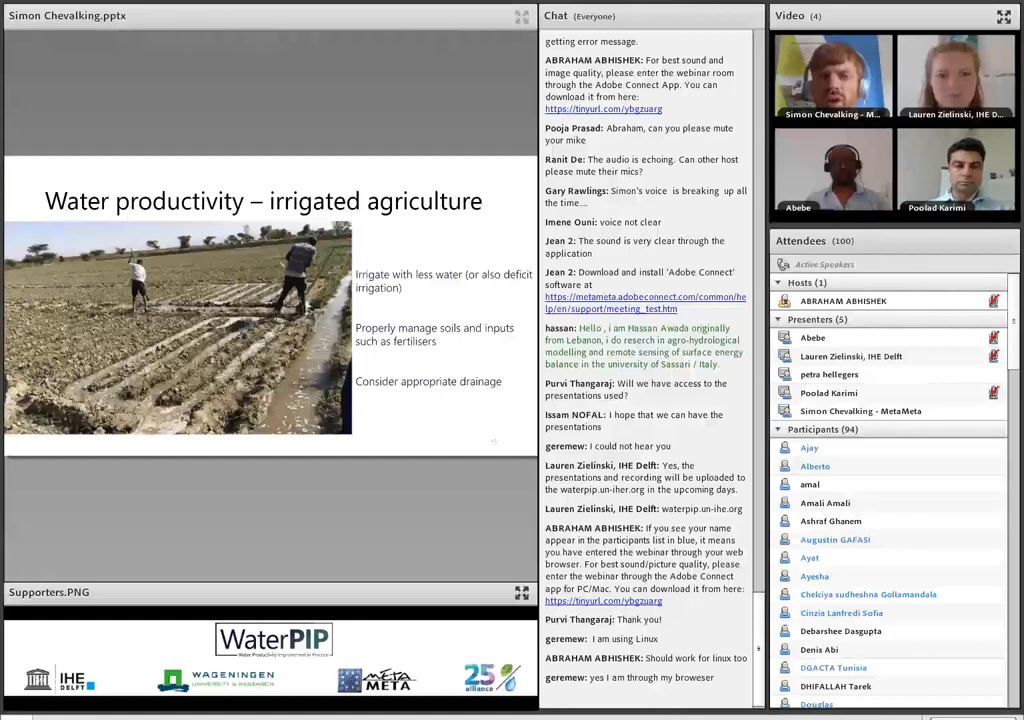 Simon Chevalking.pptx
Water productivity – irrigated agriculture
Irrigate with less water (or also deficit
irrigation)
Properly manage soils and inputs
such as fertilisers
Consider appropriate drainage
Supporters.PNG
WaterPIP
Water Productivity Improvement in Practice
IHE
DELFT
WAGENINGEN
UNIVERSITY & RESEARCH
META
META
25
alliance
Chat (Everyone)
getting error message.
ABRAHAM ABHISHEK: For best sound and
image quality, please enter the webinar room
through the Adobe Connect App. You can
download it from here:
https://tinyurl.com/ybgzuarg
Pooja Prasad: Abraham, can you please mute
your mike
Ranit De: The audio is echoing. Can other host
please mute their mics?
Gary Rawlings: Simon's voice is breaking up all
the time....
Imene Ouni: voice not clear
Jean 2: The sound is very clear through the
application
Jean 2: Download and install 'Adobe Connect'
software at
https://metameta.adobeconnect.com/common/he
lp/en/support/meeting_test.htm
hassan: Hello , i am Hassan Awada originally
from Lebanon, i do reserch in agro-hydrological
modelling and remote sensing of surface energy
balance in the university of Sassari / Italy.
Purvi Thangaraj: Will we have access to the
presentations used?
Issam NOFAL: I hope that we can have the
presentations
geremew: I could not hear you
Lauren Zielinski, IHE Delft: Yes, the
presentations and recording will be uploaded to
the waterpip.un-iher.org in the upcoming days.
Lauren Zielinski, IHE Delft: waterpip.un-ihe.org
ABRAHAM ABHISHEK: If you see your name
appear in the participants list in blue, it means
you have entered the webinar through your web
browser. For best sound/picture quality, please
enter the webinar through the Adobe Connect
app for PC/Mac. You can download it from here:
https://tinyurl.com/ybgzuarg
Purvi Thangaraj: Thank you!
geremew: I am using Linux
ABRAHAM ABHISHEK: Should work for linux too
geremew: yes I am through my broweser
Video (4)
Simon Chevalking - M...
Lauren Zielinski, IHE D...
Abebe
Poolad Karimi
Attendees (100)
Active Speakers
Hosts (1)
ABRAHAM ABHISHEK
Presenters (5)
Abebe
Lauren Zielinski, IHE Delft
petra hellegers
Poolad Karimi
Simon Chevalking - MetaMeta
Participants (94)
Ajay
Alberto
amal
Amali Amali
Ashraf Ghanem
Augustin GAFASI
Ayat
Ayesha
Chelciya sudheshna Gollamandala
Cinzia Lanfredi Sofia
Debarshee Dasgupta
Denis Abi
DGACTA Tunisia
DHIFALLAH Tarek
Douglas